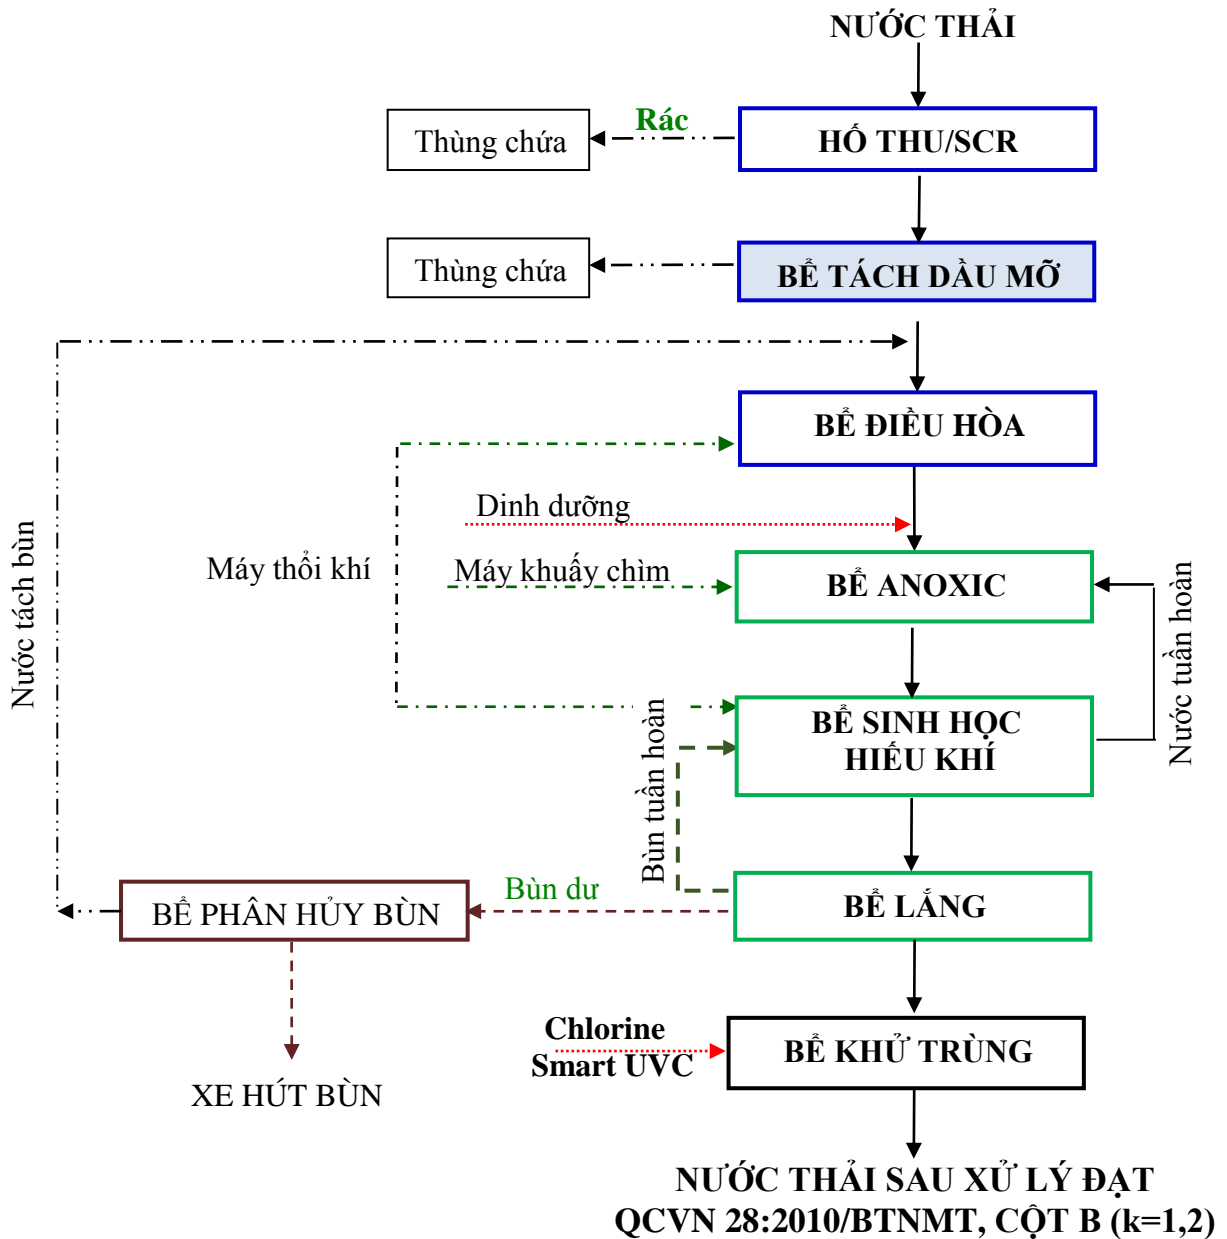 NƯỚC THẢI
Rác
Thùng chứa
HỐ THU/SCR
Thùng chứa
BỂ TÁCH DẦU MỠ
BỂ ĐIỀU HÒA
Dinh dưỡng
Nước tách bùn
Máy thổi khí
Máy khuấy chìm
BỂ ANOXIC
Nước tuần hoàn
BỂ SINH HỌC
HIẾU KHÍ
Bùn tuần hoàn
Bùn dư
BỂ PHÂN HỦY BÙN
BỂ LẮNG
Chlorine
Smart UVC
BỂ KHỬ TRÙNG
XE HÚT BÙN
NƯỚC THẢI SAU XỬ LÝ ĐẠT
QCVN 28:2010/BTNMT, CỘT B (k=1,2)